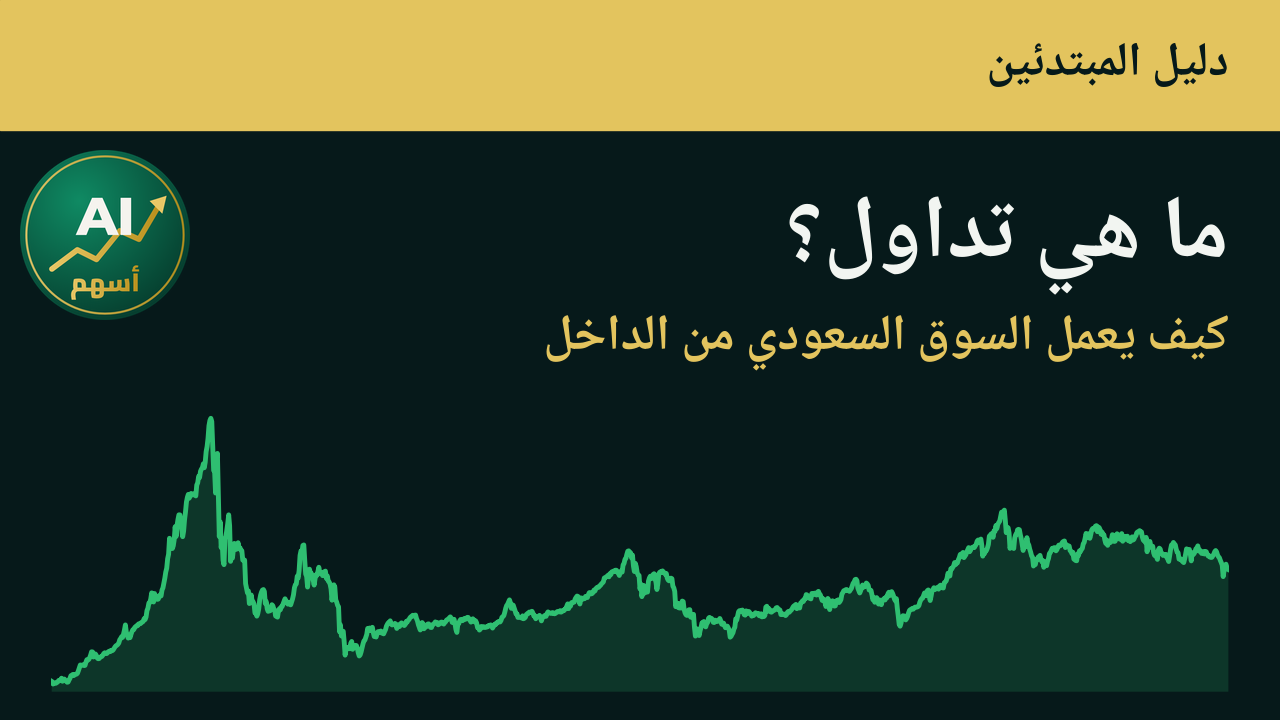 دليل المبتدئين
AI
أسهم
ما هي تداول؟
كيف يعمل السوق السعودي من الداخل